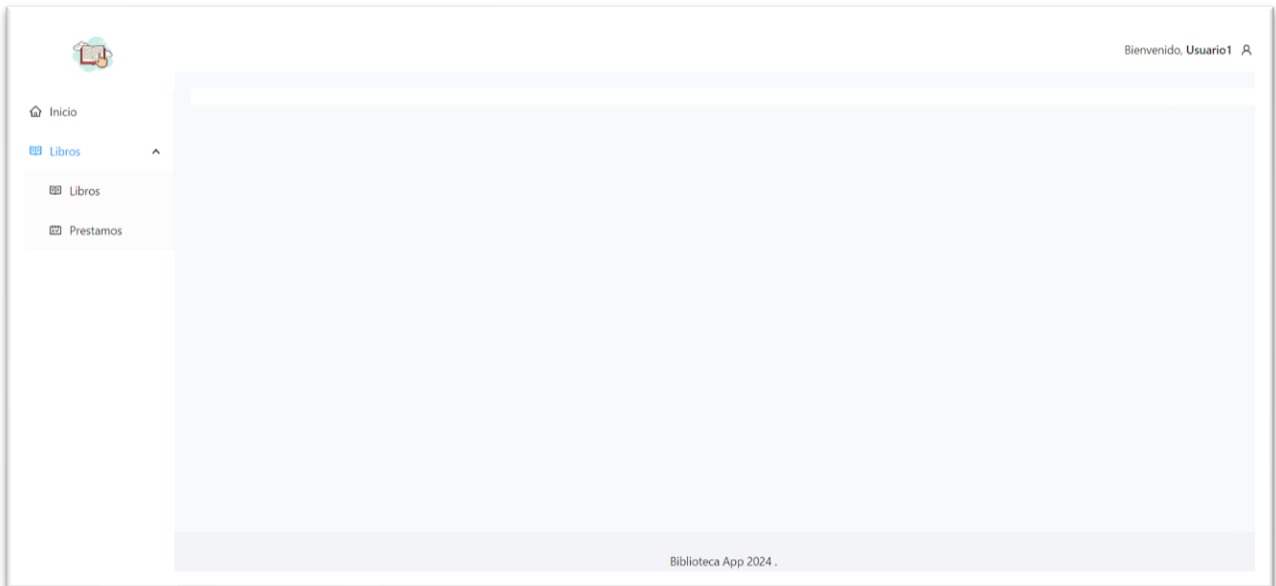 Bienvenido, Usuario1
Inicio
Libros
Libros
Prestamos
Biblioteca App 2024 .